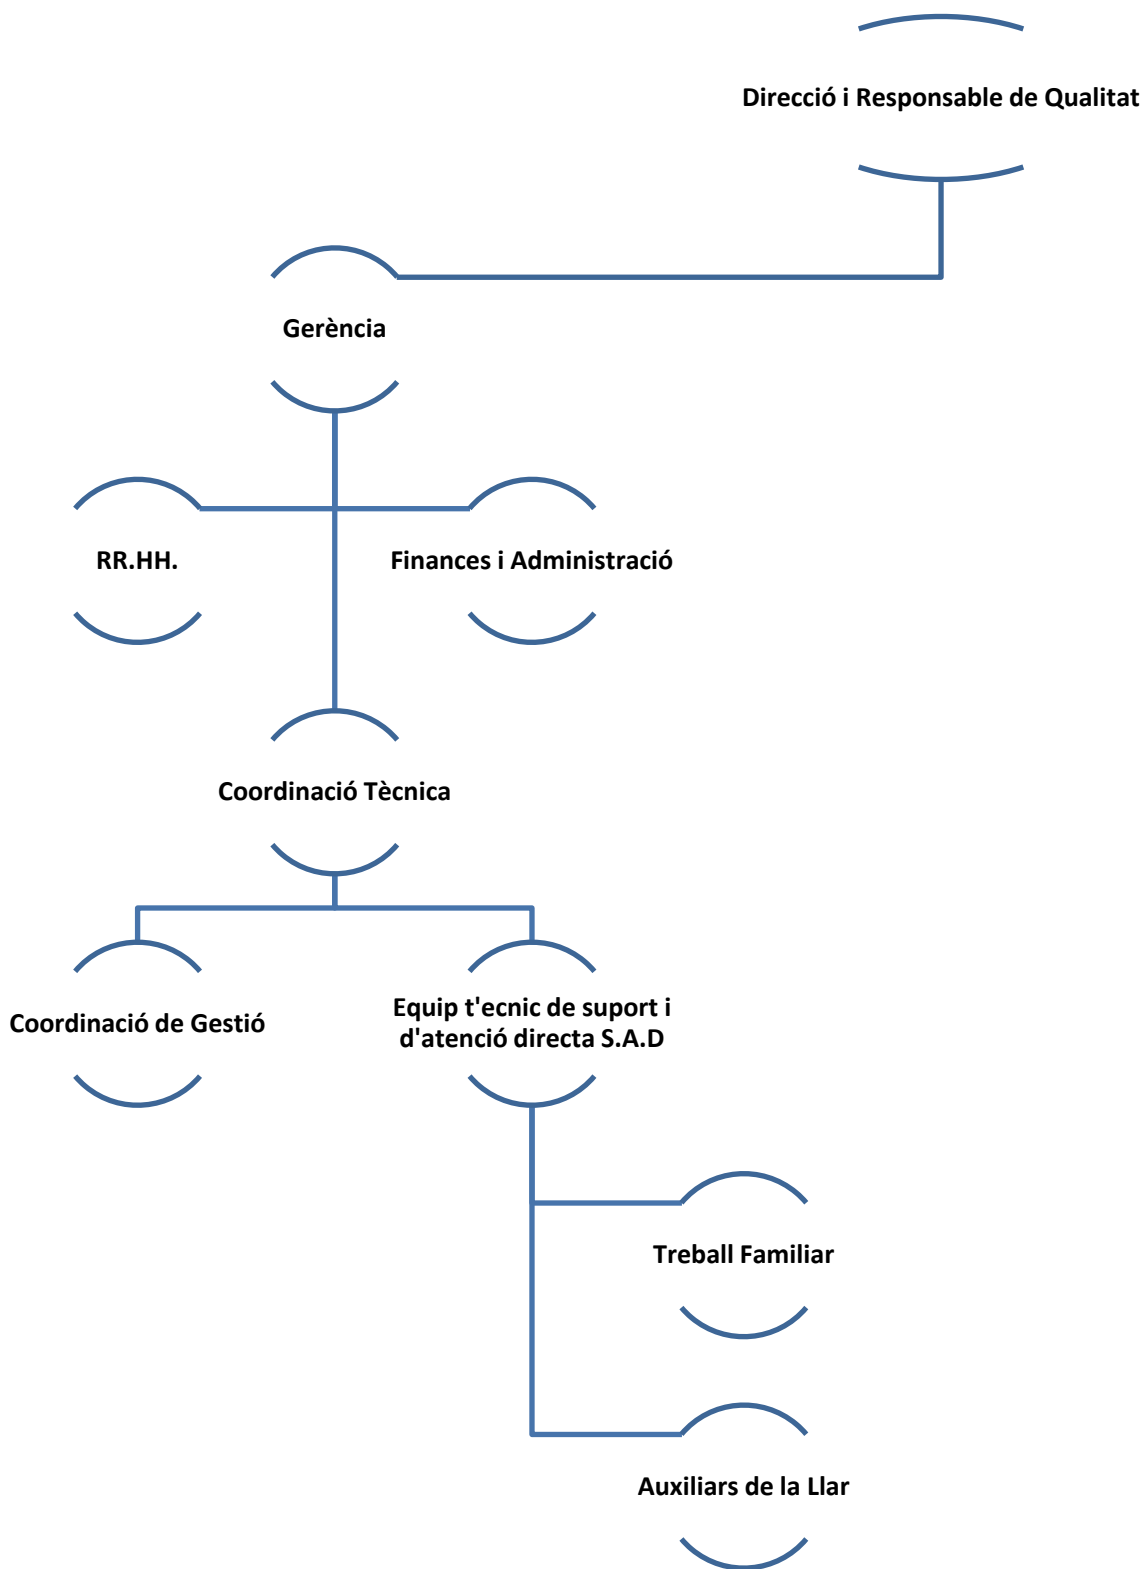 Direcció i Responsable de Qualitat
Gerència
RR.HH.
Finances i Administració
Coordinació Tècnica
Coordinació de Gestió
Equip t'ecnic de suport i
d'atenció directa S.A.D
Treball Familiar
Auxiliars de la Llar